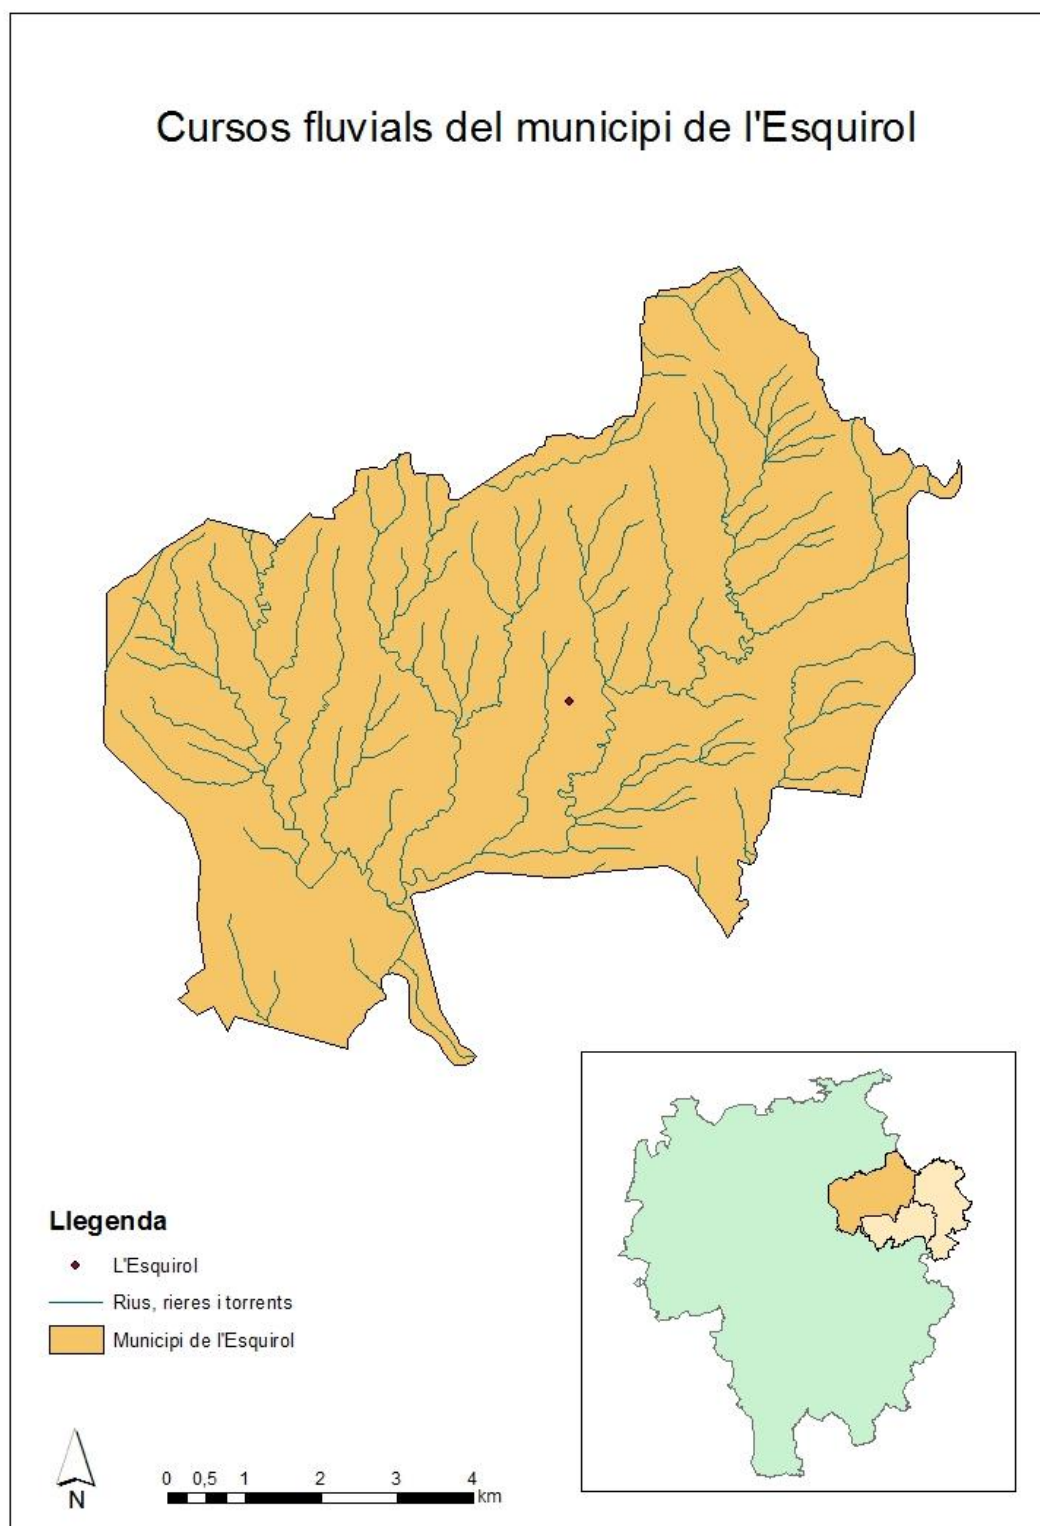 Cursos fluvials del municipi de l'Esquirol
Llegenda
L'Esquirol
Rius, rieres i torrents
Municipi de l'Esquirol
N
0 0,5 1 2 3 4
km